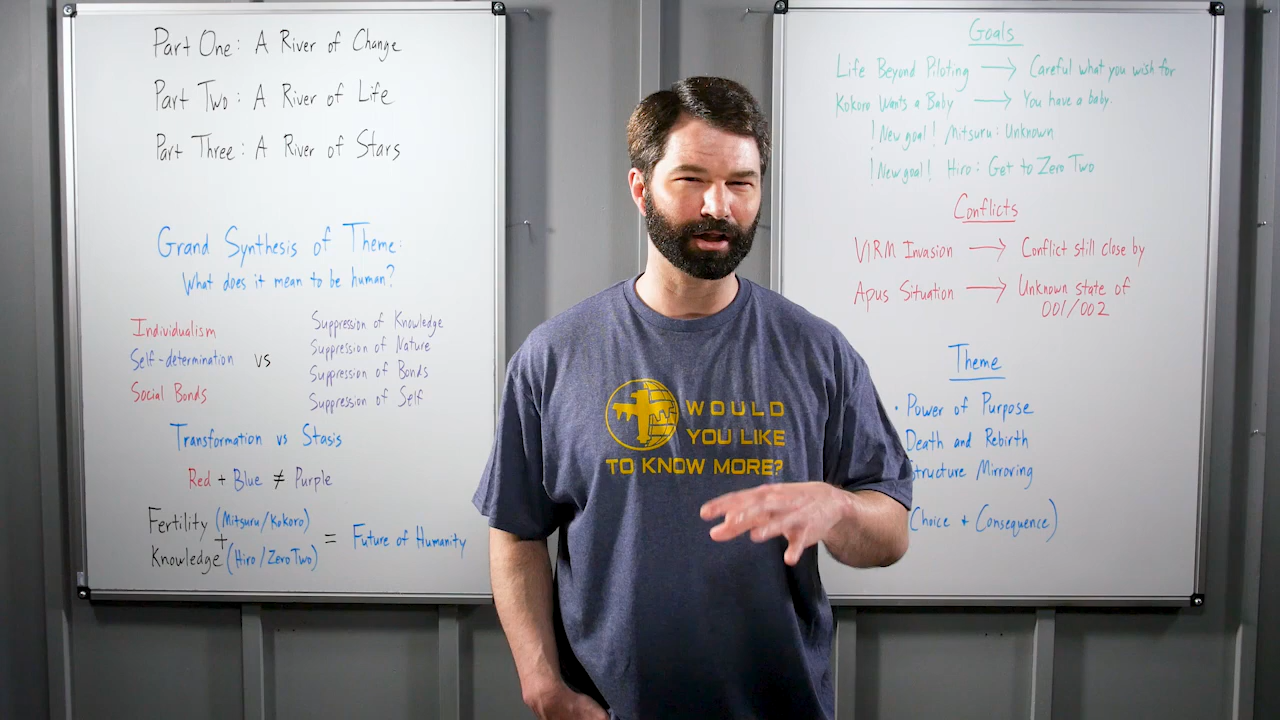 Part One: A River of Change
Part Two: A River of Life
Part Three: A River of Stars
Grand Synthesis of Theme:
What does it mean to be human?
Individualism
Self-determination
Social Bonds
vs
Suppression of Knowledge
Suppression of Nature
Suppression of Bonds
Suppression of Self
Transformation vs Stasis
Red + Blue ≠ Purple
Fertility (Mitsuru/Kokoro)
+
Knowledge (Hiro/Zero Two)
= Future of Humanity
WOULD
YOU LIKE
TO KNOW MORE?
Goals
Life Beyond Piloting → Careful what you wish for
Kokoro Wants a Baby → You have a baby.
! New goal! Mitsuru: Unknown
! New goal! Hiro: Get to Zero Two
Conflicts
VIRM Invasion → Conflict still close by
Apus Situation → Unknown state of
001/002
Theme
• Power of Purpose
Death and Rebirth
Structure Mirroring
(Choice + Consequence)